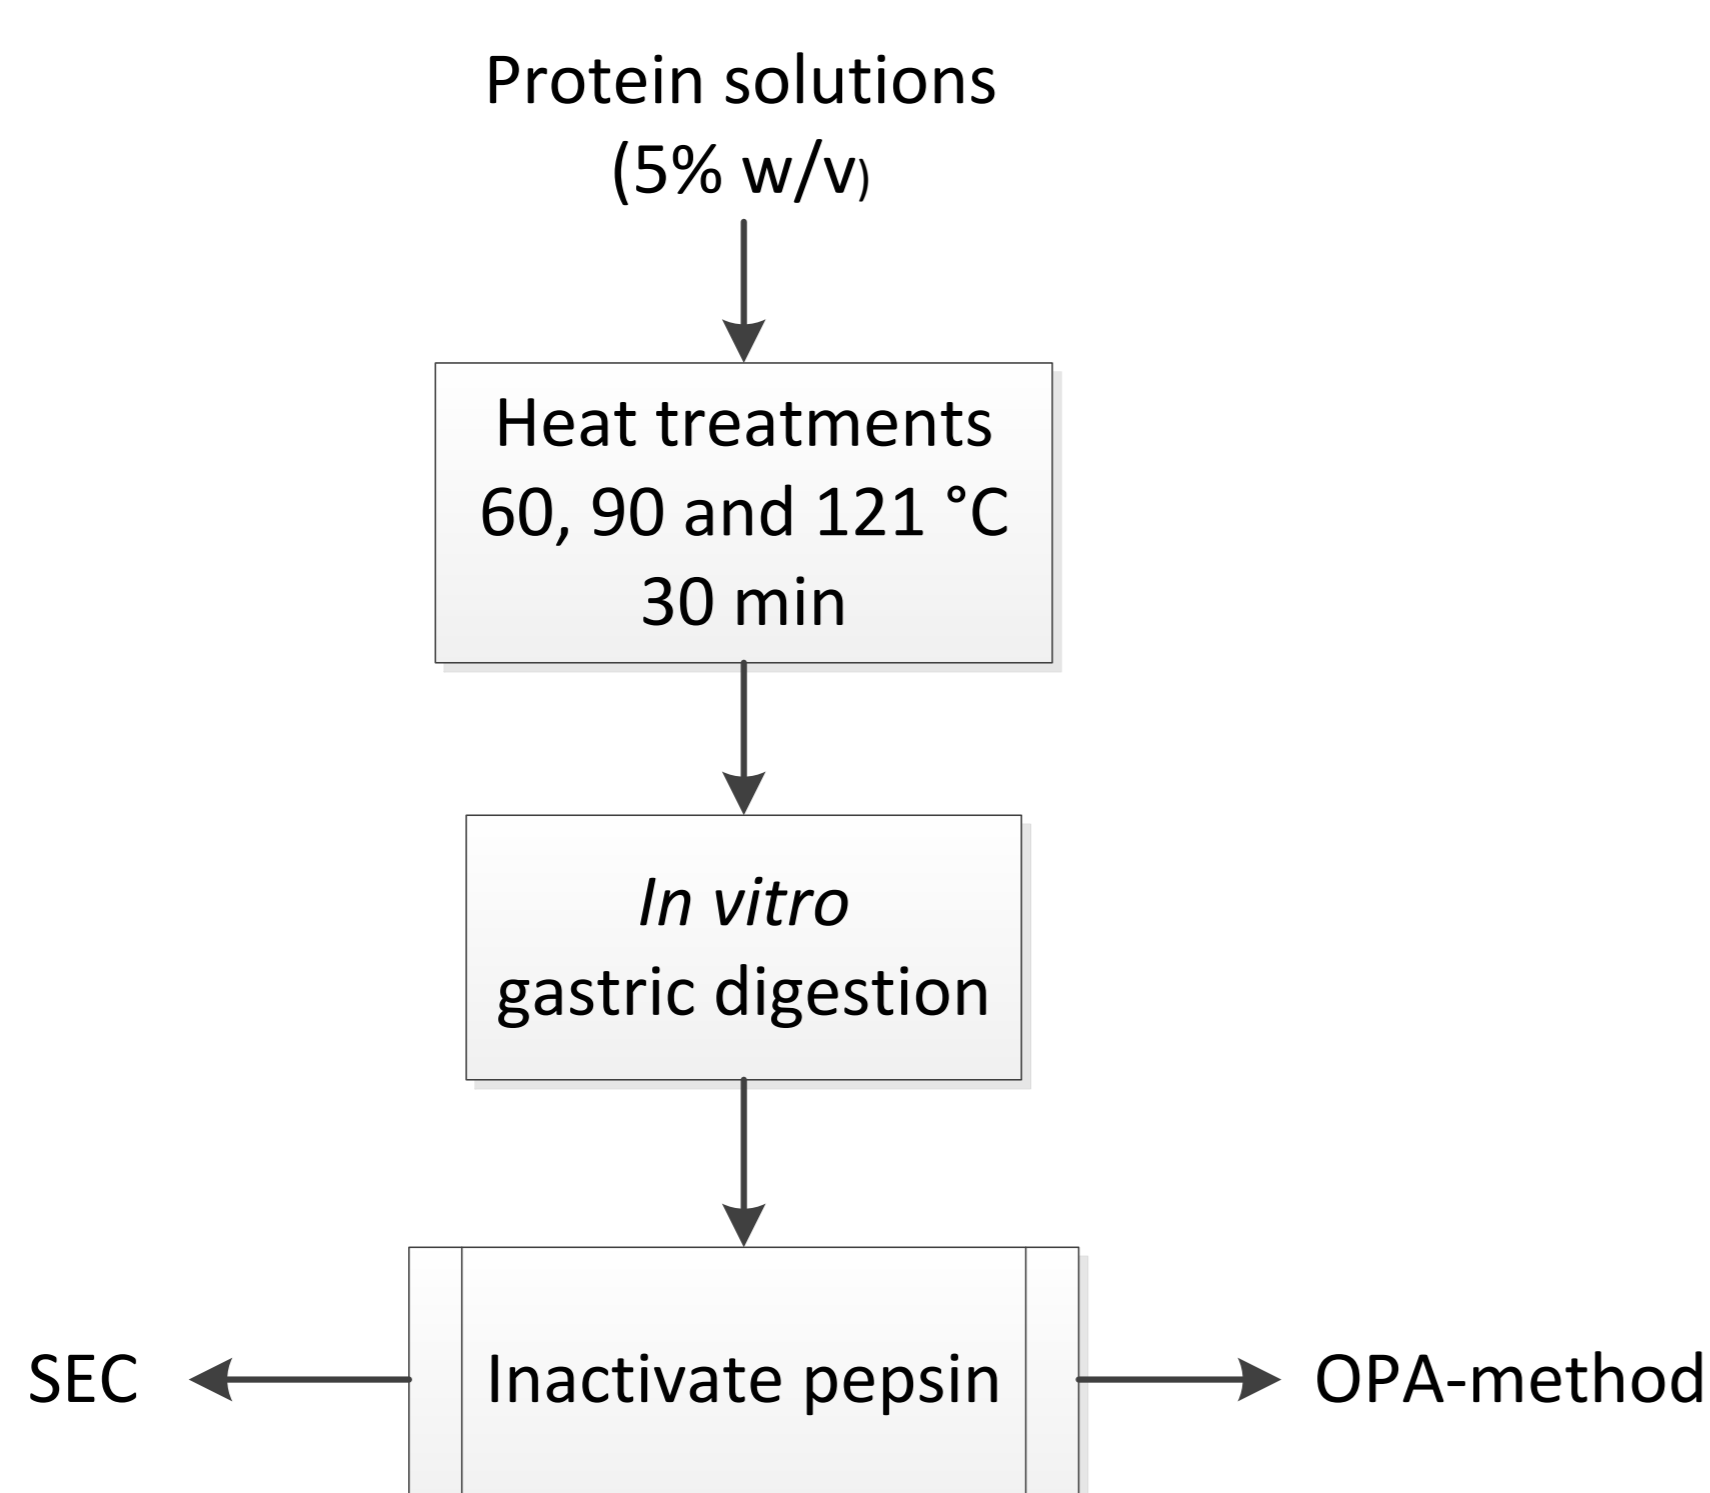 Protein solutions
(5% w/v)
Heat treatments
60, 90 and 121 °C
30 min
In vitro
gastric digestion
SEC
Inactivate pepsin
OPA-method